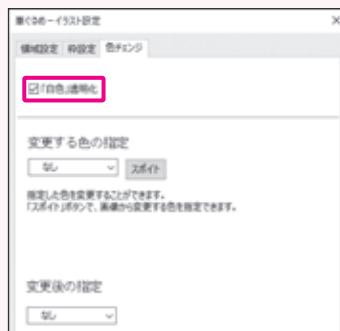 筆ぐるめ－イラスト設定
領域設定 枠設定 色チェンジ
「白色」透明化
変更する色の指定
なし スポイト
指定した色を変更することができます。
「スポイト」ボタンで、画像から変更する色を指定できます。
変更後の指定
なし